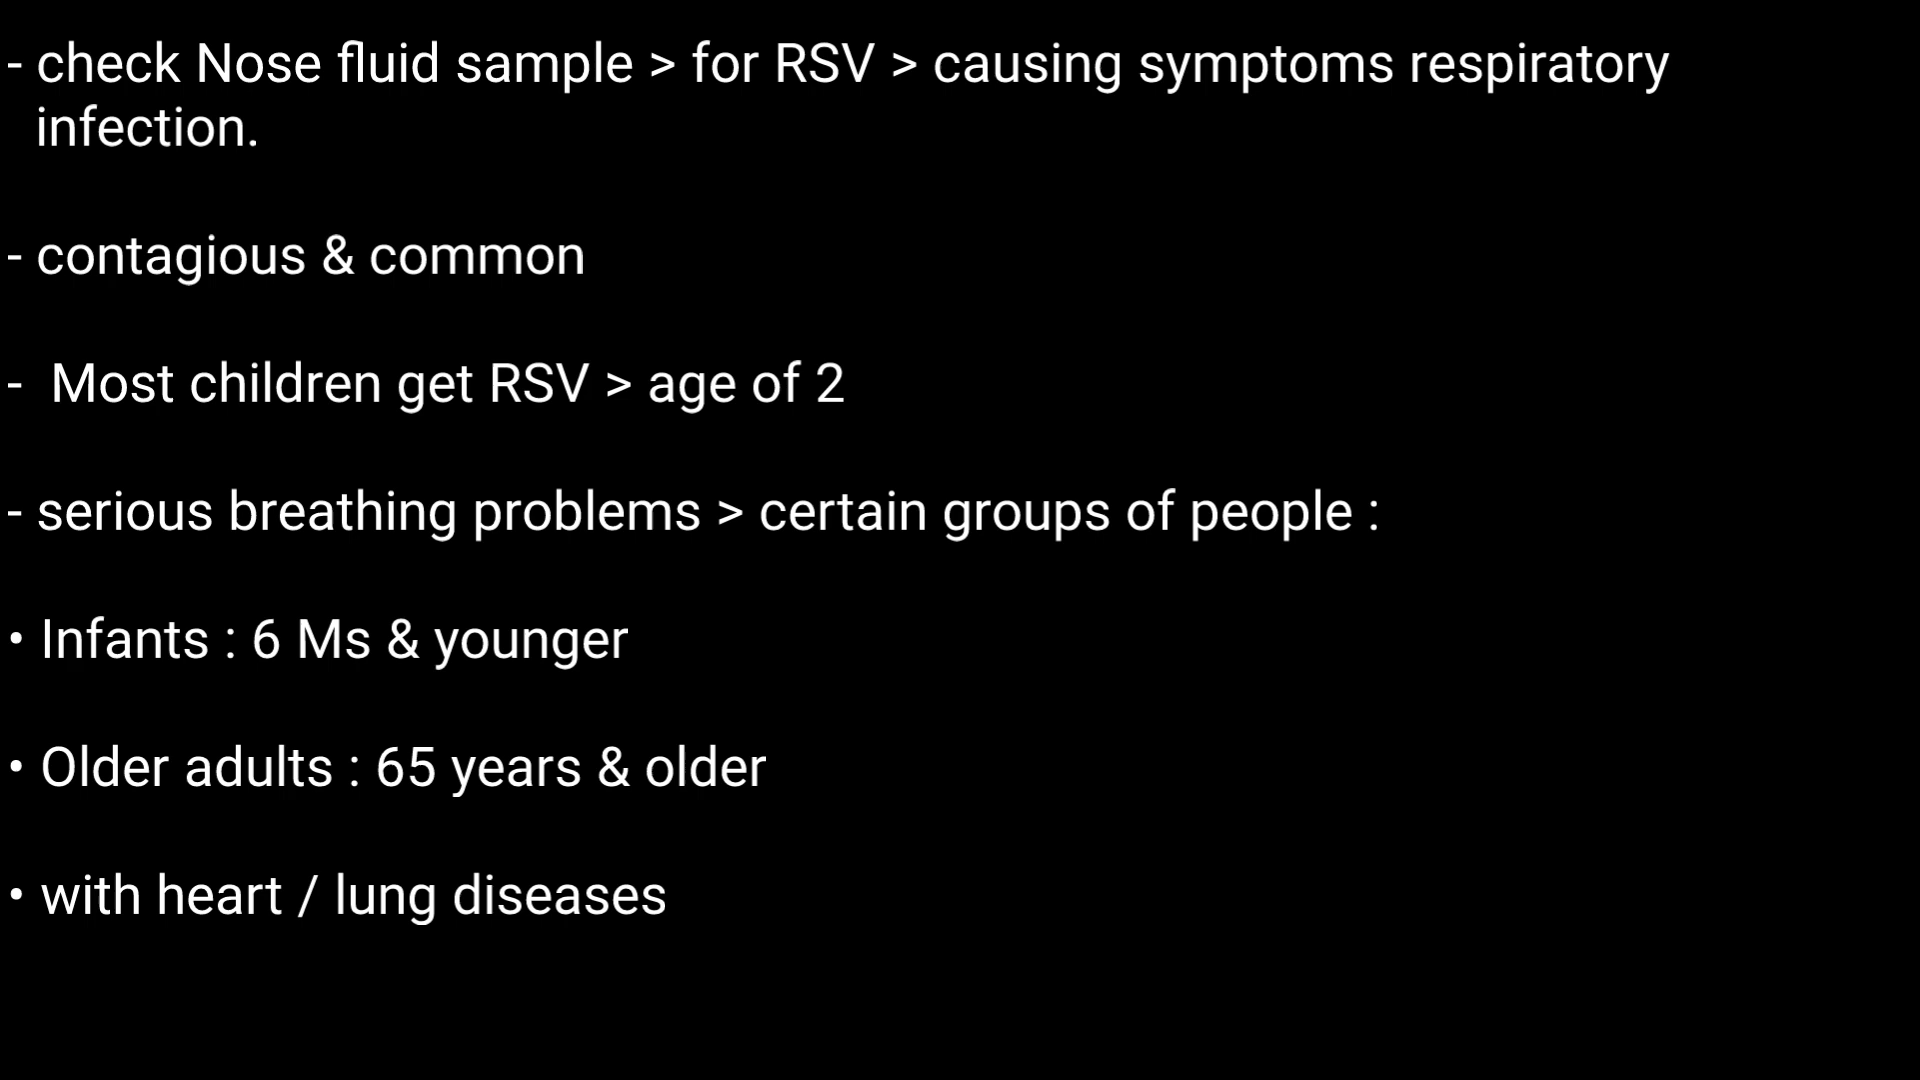 - check Nose fluid sample > for RSV > causing symptoms respiratory
infection.
- contagious & common
-  Most children get RSV > age of 2
- serious breathing problems > certain groups of people :
• Infants : 6 Ms & younger
• Older adults : 65 years & older
• with heart / lung diseases